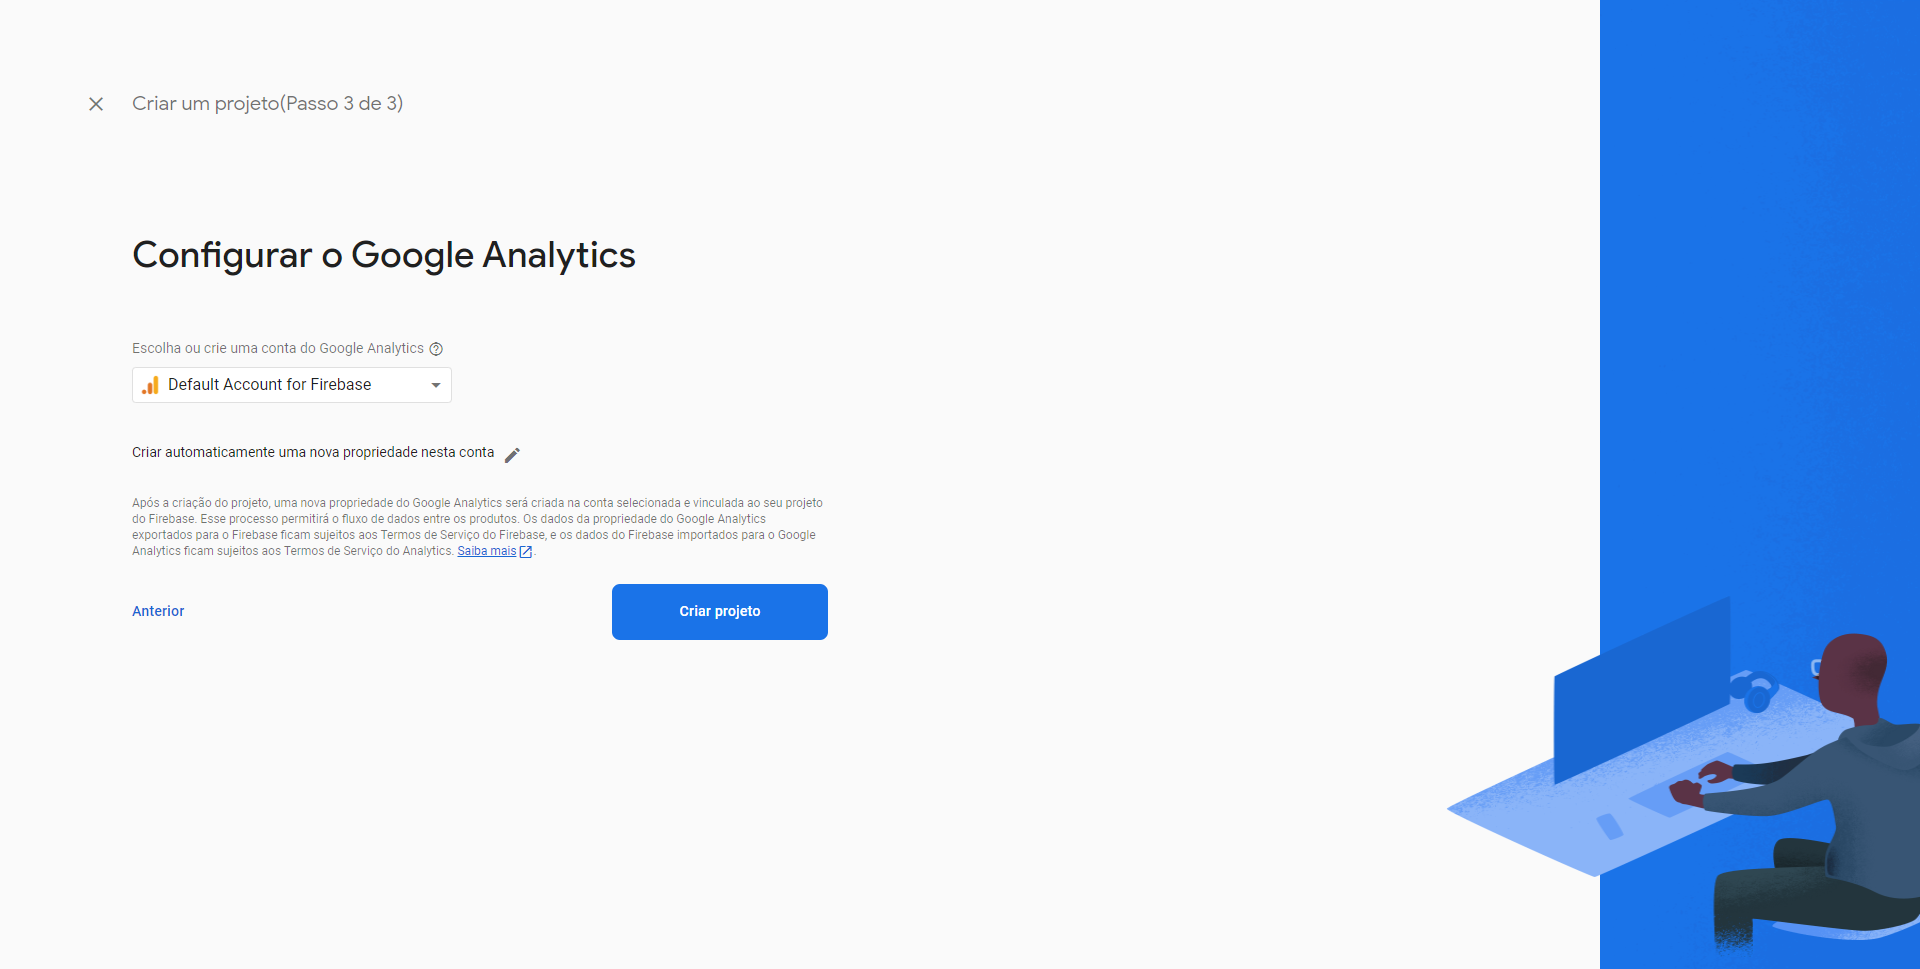 Criar um projeto(Passo 3 de 3)
Configurar o Google Analytics
Escolha ou crie uma conta do Google Analytics
Default Account for Firebase
Criar automaticamente uma nova propriedade nesta conta
Após a criação do projeto, uma nova propriedade do Google Analytics será criada na conta selecionada e vinculada ao seu projeto
do Firebase. Esse processo permitirá o fluxo de dados entre os produtos. Os dados da propriedade do Google Analytics
exportados para o Firebase ficam sujeitos aos Termos de Serviço do Firebase, e os dados do Firebase importados para o Google
Analytics ficam sujeitos aos Termos de Serviço do Analytics. Saiba mais.
Anterior
Criar projeto